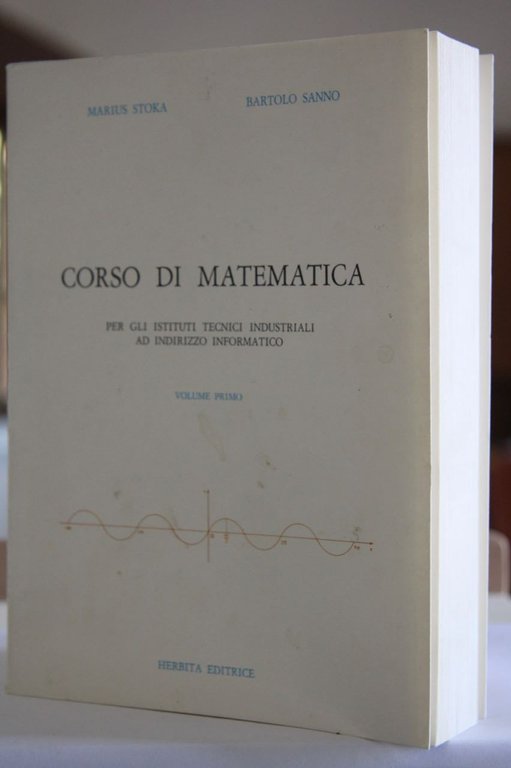 MARIUS STOKA
BARTOLO SANNO
CORSO DI MATEMATICA
PER GLI ISTITUTI TECNICI INDUSTRIALI
AD INDIRIZZO INFORMATICO
VOLUME PRIMO
HERBITA EDITRICE